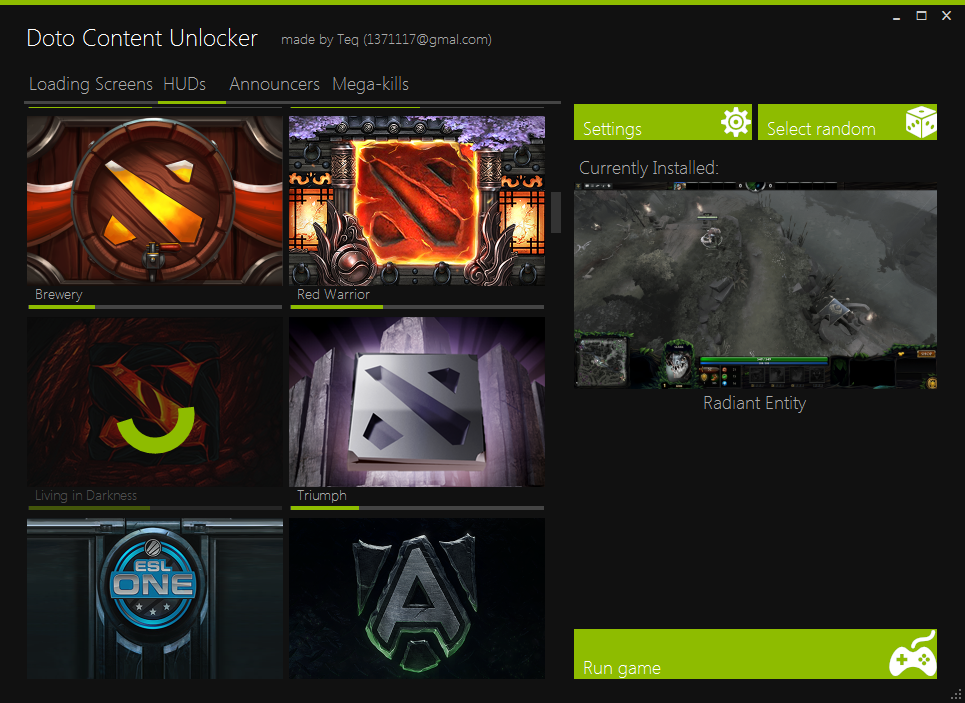 Doto Content Unlocker
made by Teq (1371117@gmal.com)
Loading Screens HUDs Announcers Mega-kills
Settings
Select random
Currently Installed:
Brewery
Red Warrior
Radiant Entity
Living in Darkness
Triumph
ESL
ONE
A
Run game